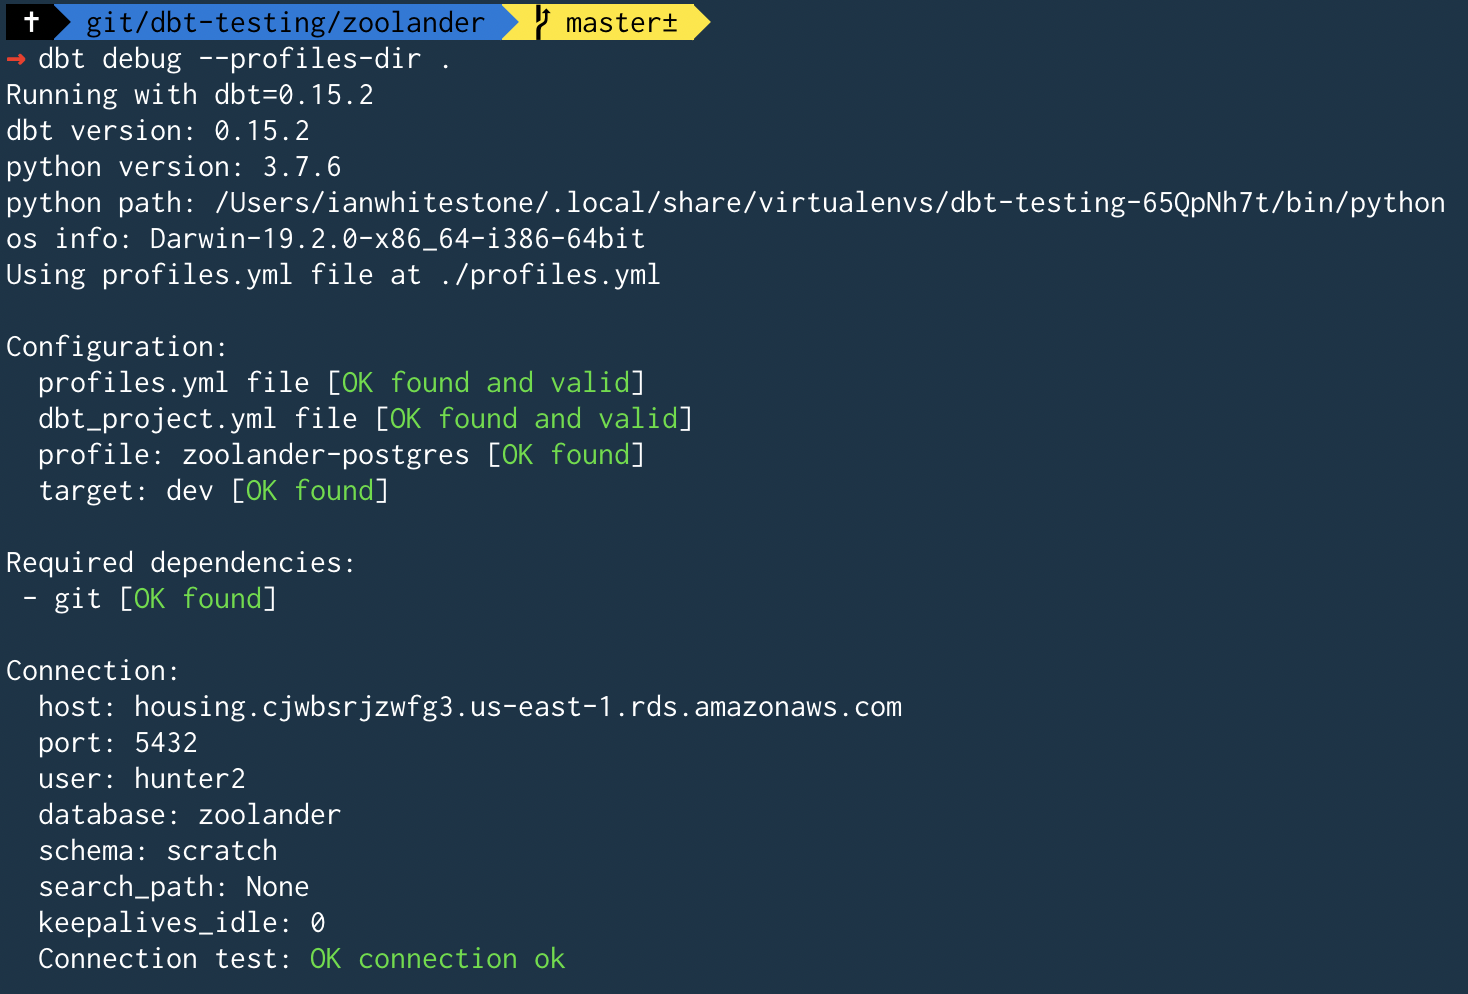 ✝ git/dbt-testing/zoolander master±
→ dbt debug --profiles-dir .
Running with dbt=0.15.2
dbt version: 0.15.2
python version: 3.7.6
python path: /Users/ianwhitestone/.local/share/virtualenvs/dbt-testing-65QpNh7t/bin/python
os info: Darwin-19.2.0-x86_64-i386-64bit
Using profiles.yml file at ./profiles.yml

Configuration:
  profiles.yml file [OK found and valid]
  dbt_project.yml file [OK found and valid]
  profile: zoolander-postgres [OK found]
  target: dev [OK found]

Required dependencies:
 - git [OK found]

Connection:
  host: housing.cjwbsrjzwfg3.us-east-1.rds.amazonaws.com
  port: 5432
  user: hunter2
  database: zoolander
  schema: scratch
  search_path: None
  keepalives_idle: 0
  Connection test: OK connection ok